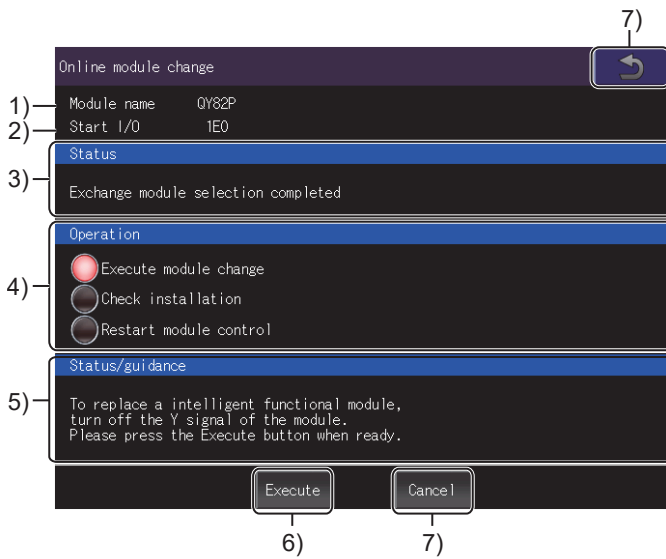 7)
Online module change
1) Module name QY82P
2) Start I/O 1E0
Status
3)
Exchange module selection completed
Operation
Execute module change
4) Check installation
Restart module control
Status/guidance
5) To replace a intelligent functional module,
turn off the Y signal of the module.
Please press the Execute button when ready.
Execute Cancel
6) 7)